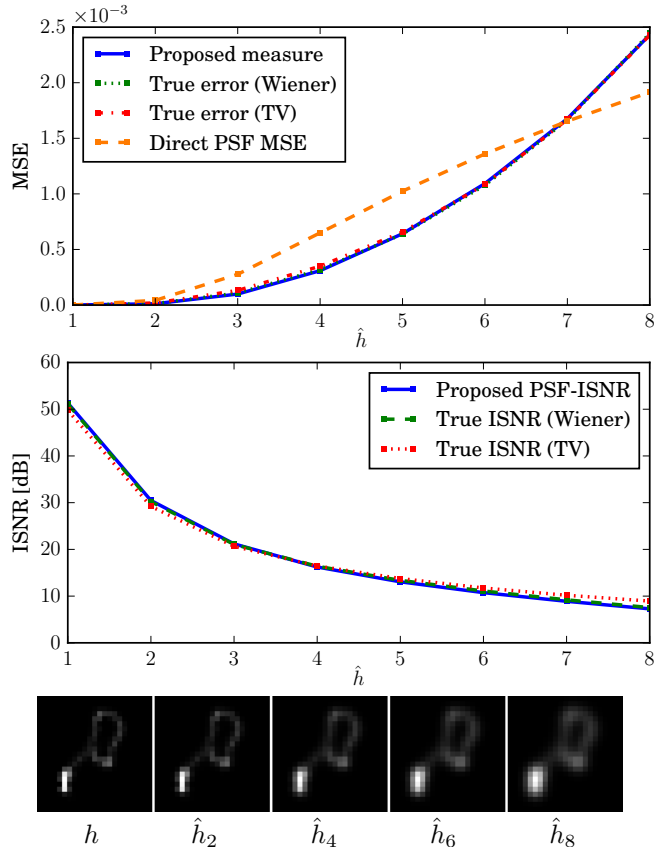 ×10⁻³
2.5
2.0
1.5
1.0
0.5
0.0
MSE
Proposed measure
True error (Wiener)
True error (TV)
Direct PSF MSE
1 2 3 4 5 6 7 8
ĥ
60
50
40
30
20
10
0
ISNR [dB]
Proposed PSF-ISNR
True ISNR (Wiener)
True ISNR (TV)
1 2 3 4 5 6 7 8
ĥ
h ĥ₂ ĥ₄ ĥ₆ ĥ₈